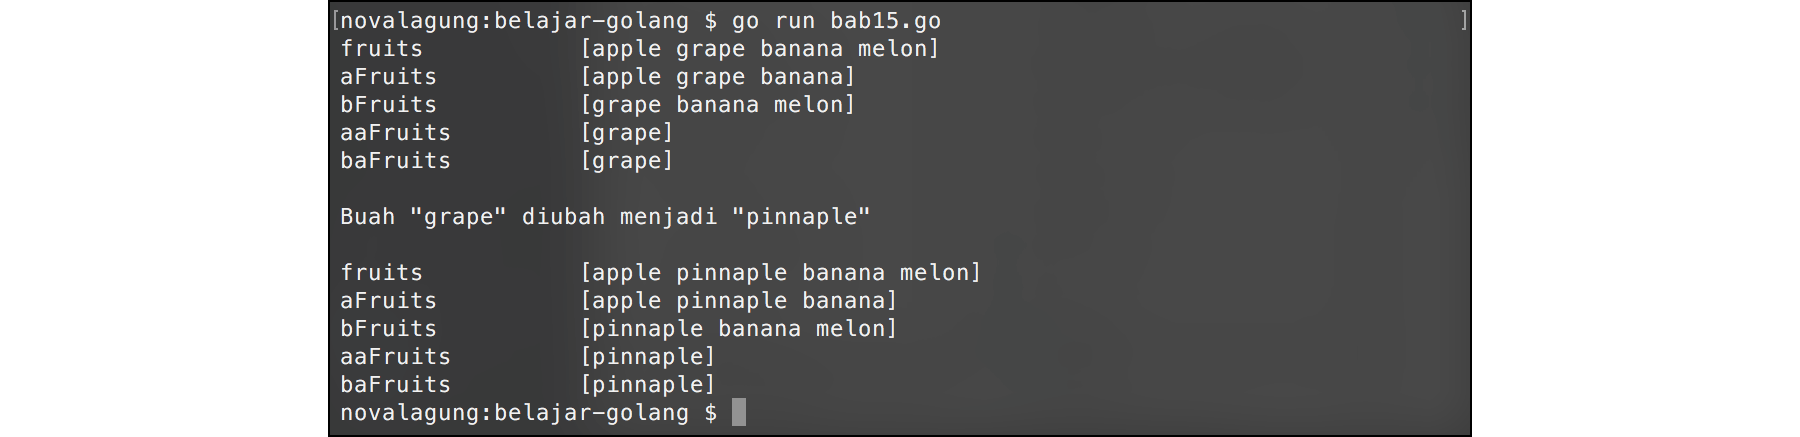 [novalagung:belajar-golang $ go run bab15.go ]
fruits [apple grape banana melon]
aFruits [apple grape banana]
bFruits [grape banana melon]
aaFruits [grape]
baFruits [grape]
Buah "grape" diubah menjadi "pinnaple"
fruits [apple pinnaple banana melon]
aFruits [apple pinnaple banana]
bFruits [pinnaple banana melon]
aaFruits [pinnaple]
baFruits [pinnaple]
novalagung:belajar-golang $